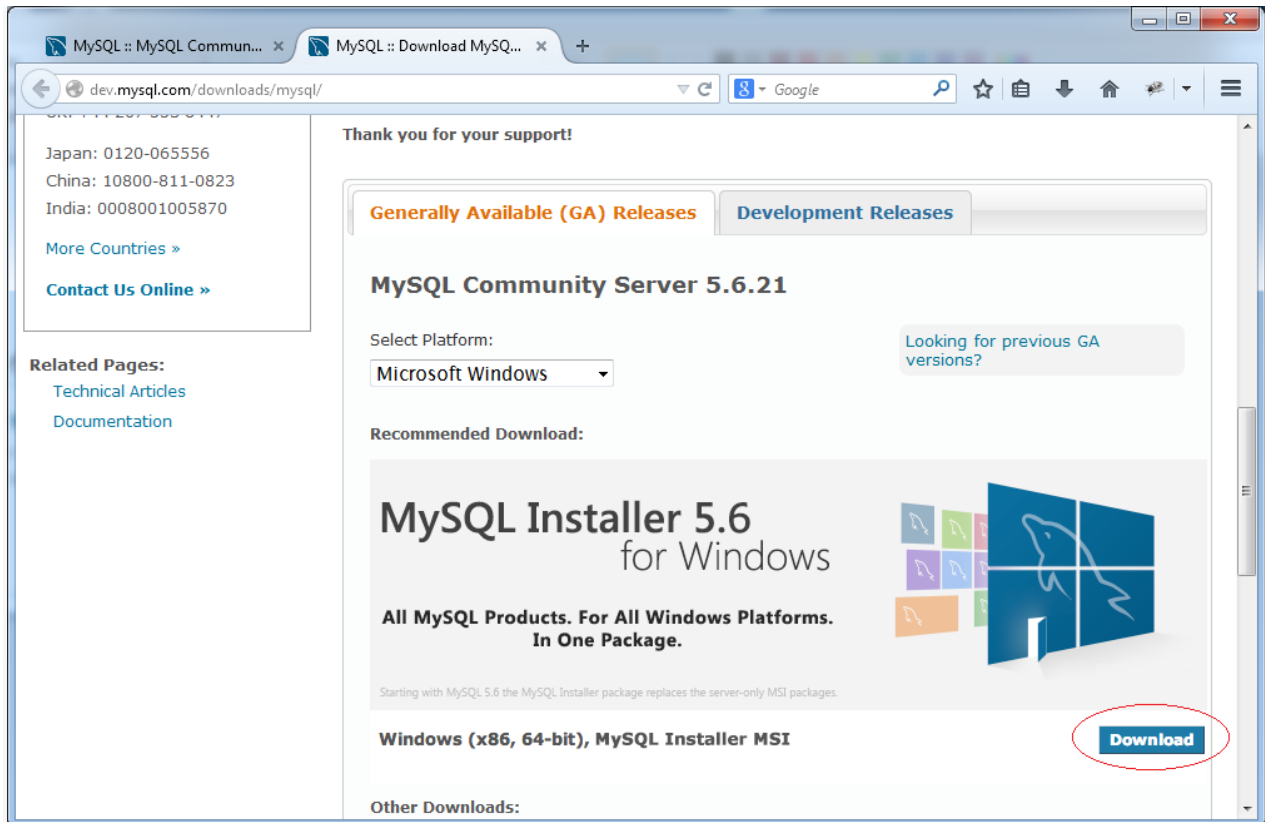 MySQL :: MySQL Commun...
MySQL :: Download MySQ...
dev.mysql.com/downloads/mysql/
Google
Japan: 0120-065556
China: 10800-811-0823
India: 0008001005870
More Countries »
Contact Us Online »
Related Pages:
Technical Articles
Documentation
Thank you for your support!
Generally Available (GA) Releases
Development Releases
MySQL Community Server 5.6.21
Select Platform:
Microsoft Windows
Looking for previous GA
versions?
Recommended Download:
MySQL Installer 5.6
for Windows
All MySQL Products. For All Windows Platforms.
In One Package.
Starting with MySQL 5.6 the MySQL Installer package replaces the server-only MSI packages.
Windows (x86, 64-bit), MySQL Installer MSI
Download
Other Downloads: